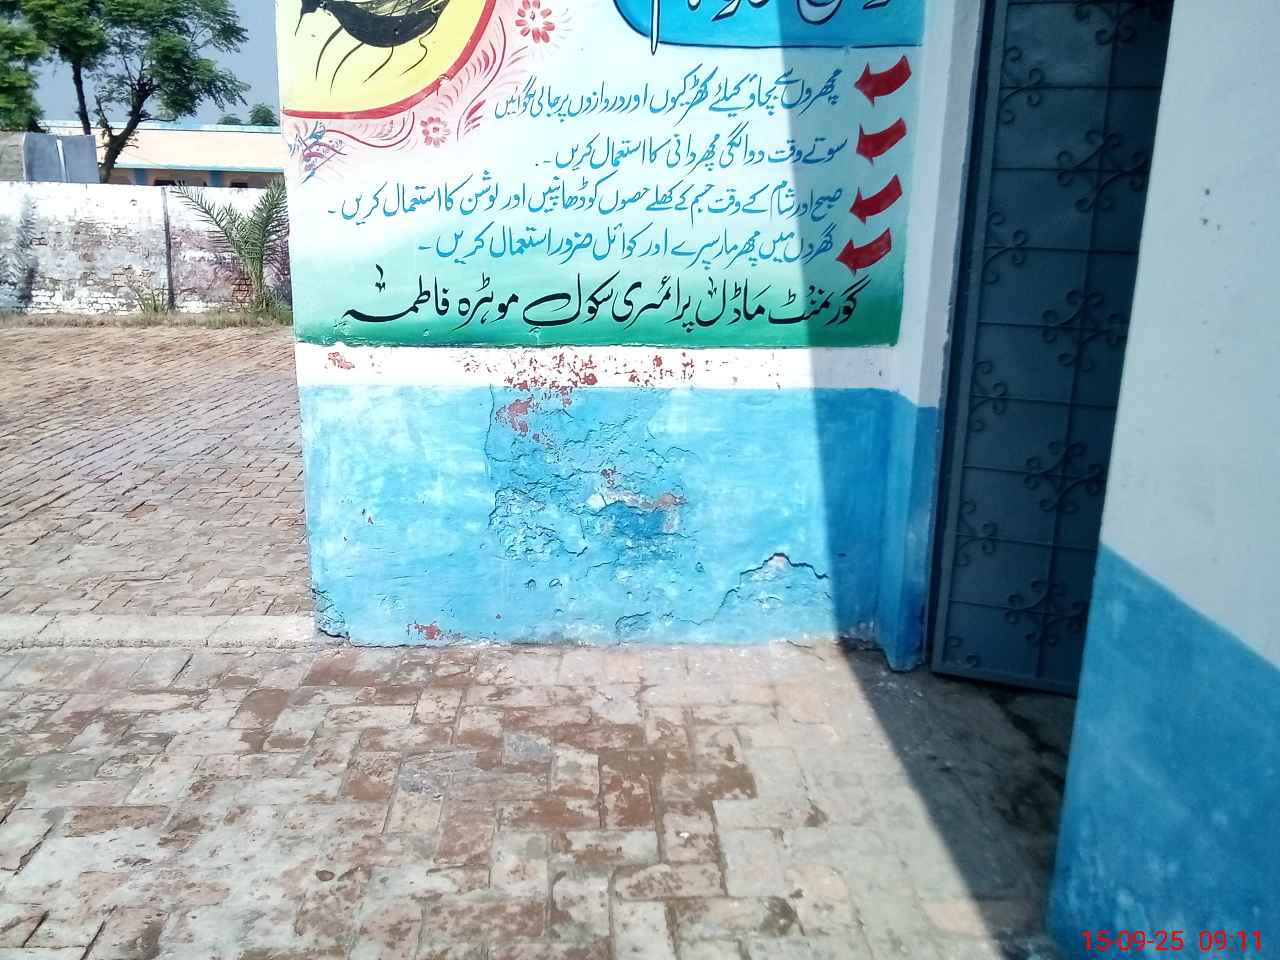 مچھروں سے بچاؤ کیلئے کھڑکیوں اور دروازوں پر جالی لگوائیں
سوتے وقت دوا لگی مچھر دانی کا استعمال کریں۔
صبح اور شام کے وقت جسم کے کھلے حصوں کو ڈھانپیں اور لوشن کا استعمال کریں۔
گھروں میں مچھر مار سپرے اور کوائل ضرور استعمال کریں۔
گورنمنٹ ماڈل پرائمری سکول موہڑہ فاطمہ
15-09-25 09:11